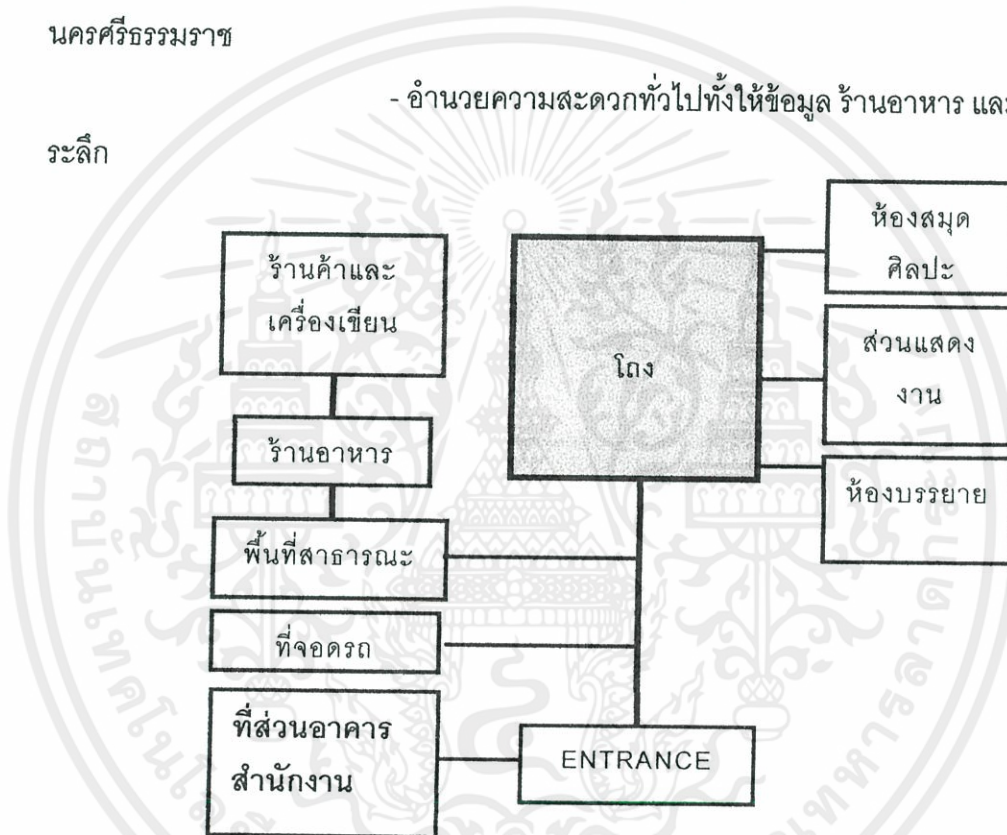 นครศรีธรรมราช
- อำนวยความสะดวกทั่วไปทั้งให้ข้อมูล ร้านอาหาร และ
ระลึก
ห้องสมุด
ศิลปะ
ร้านค้าและ
เครื่องเขียน
โถง
ส่วนแสดง
งาน
ร้านอาหาร
ห้องบรรยาย
พื้นที่สาธารณะ
ที่จอดรถ
ที่ส่วนอาคาร
สำนักงาน
ENTRANCE